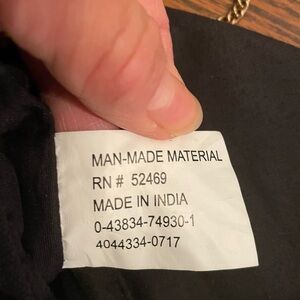 MAN-MADE MATERIAL
RN # 52469
MADE IN INDIA
0-43834-74930-1
4044334-0717